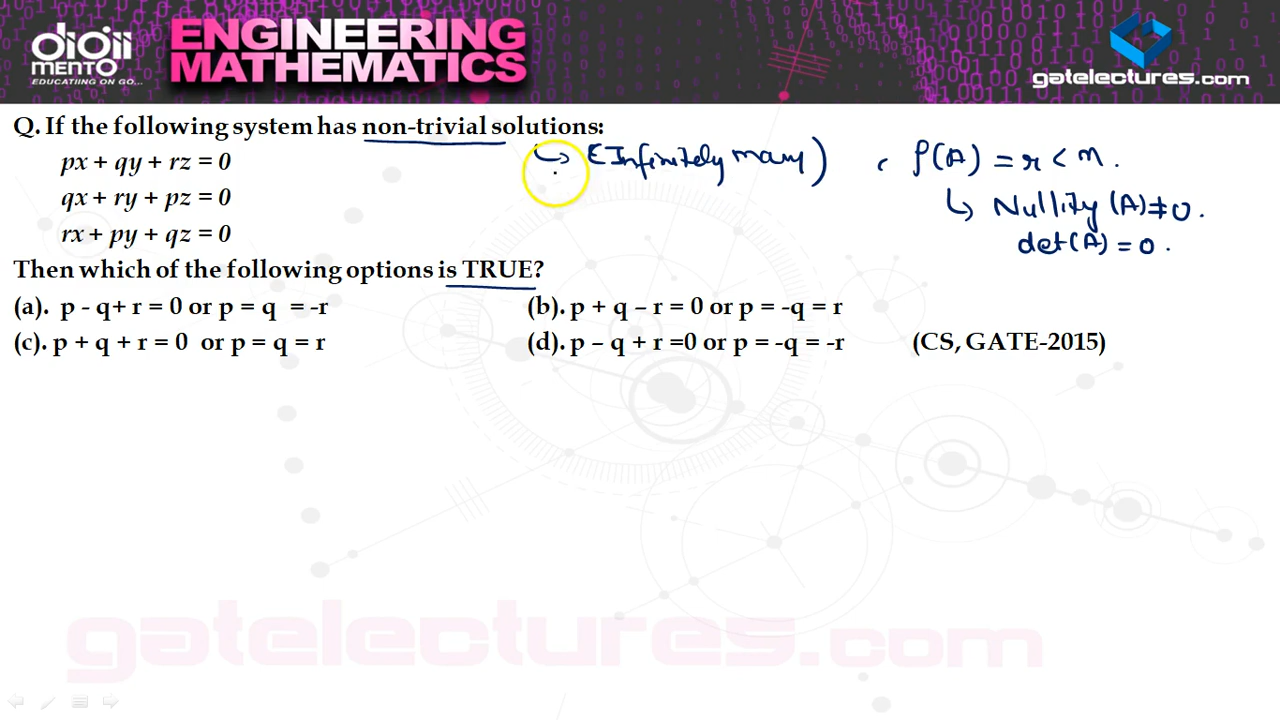 digii
MENTO
EDUCATIING ON GO...
ENGINEERING
MATHEMATICS
gatelectures.com
Q. If the following system has non-trivial solutions:
px + qy + rz = 0
qx + ry + pz = 0
rx + py + qz = 0
↳ (Infinitely many) , ρ(A) = r < n.
↳ Nullity (A) ≠ 0.
det(A) = 0.
Then which of the following options is TRUE?
(a). p - q+ r = 0 or p = q = -r
(b). p + q – r = 0 or p = -q = r
(c). p + q + r = 0 or p = q = r
(d). p – q + r =0 or p = -q = -r
(CS, GATE-2015)
gatelectures.com